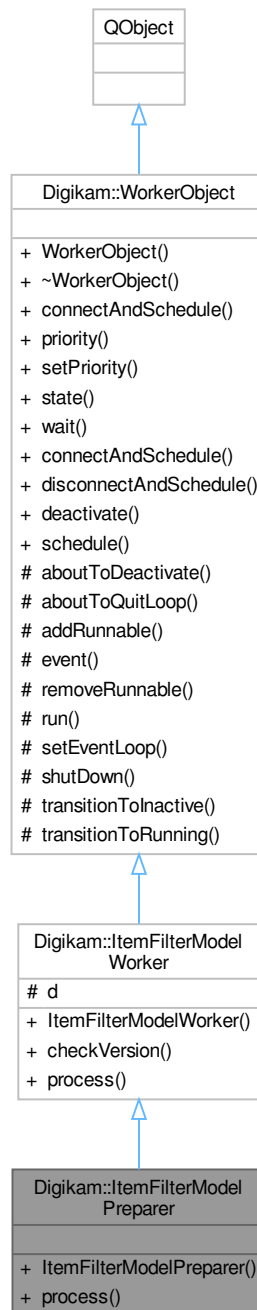 QObject
Digikam::WorkerObject
+ WorkerObject()
+ ~WorkerObject()
+ connectAndSchedule()
+ priority()
+ setPriority()
+ state()
+ wait()
+ connectAndSchedule()
+ disconnectAndSchedule()
+ deactivate()
+ schedule()
# aboutToDeactivate()
# aboutToQuitLoop()
# addRunnable()
# event()
# removeRunnable()
# run()
# setEventLoop()
# shutDown()
# transitionToInactive()
# transitionToRunning()
Digikam::ItemFilterModel
Worker
# d
+ ItemFilterModelWorker()
+ checkVersion()
+ process()
Digikam::ItemFilterModel
Preparer
+ ItemFilterModelPreparer()
+ process()